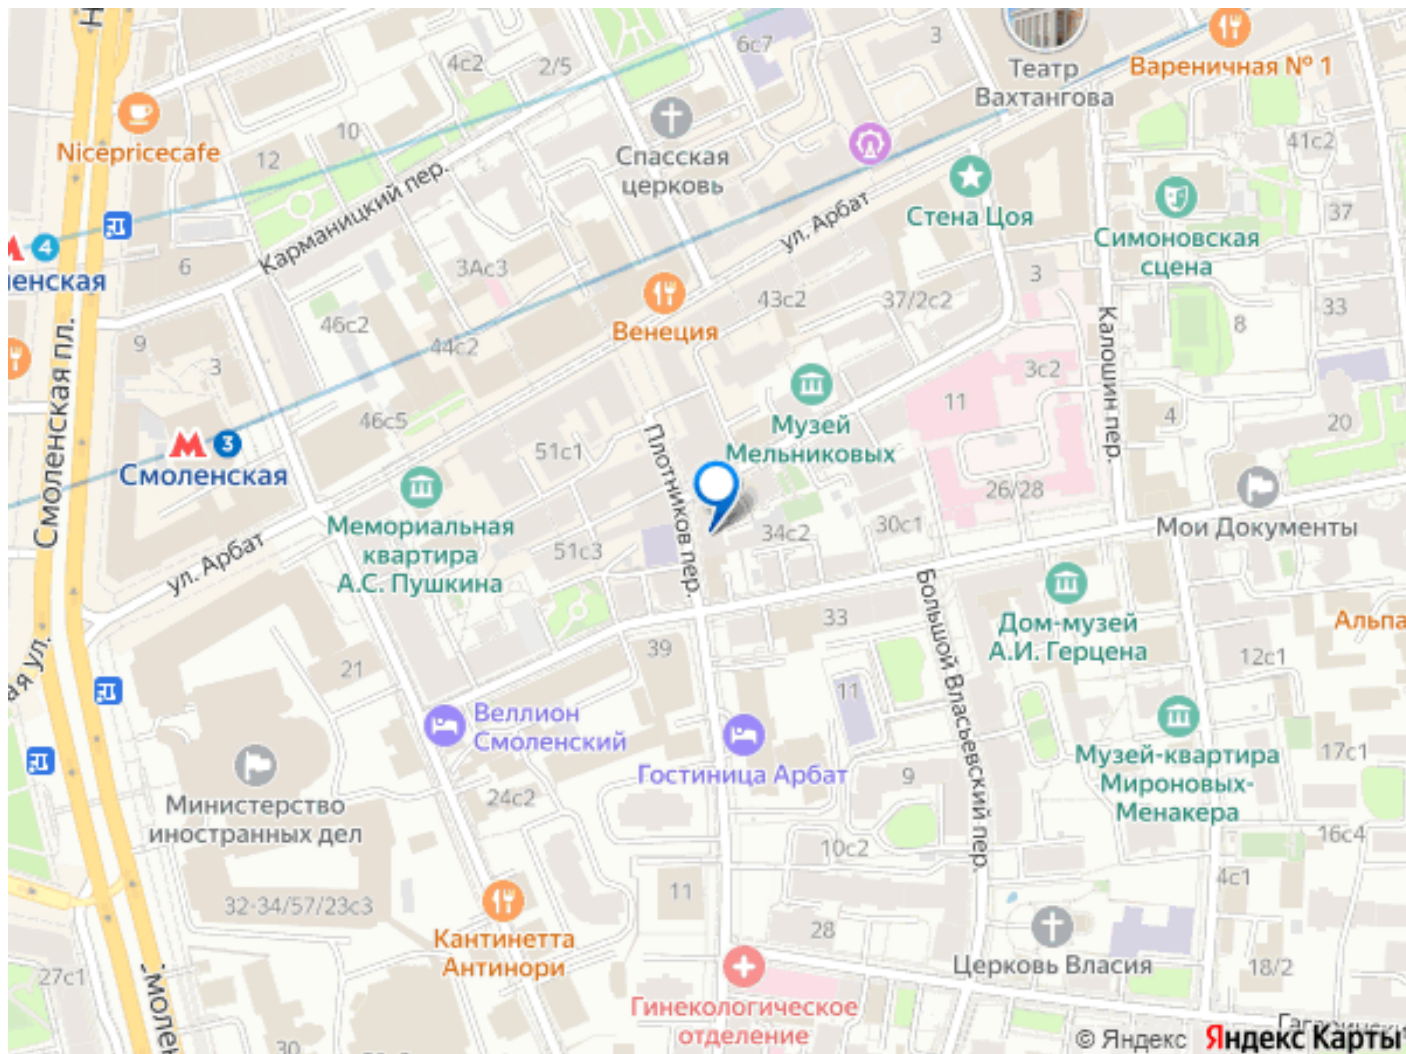 6с7
3
4с2
2/5
Театр
Вахтангова
Вареничная № 1
Nicepricecafe
10
12
Спасская
церковь
41с2
Карманицкий пер.
Стена Цоя
ул. Арбат
37
Симоновская
сцена
4
6
3Ас3
Венеция
43с2
37/2с2
3
33
8
46с2
44с2
9
3
Калошин пер.
3с2
11
4
20
Смоленская пл.
46с5
3
Смоленская
51с1
Плотников пер.
Музей
Мельниковых
26/28
Мои Документы
Мемориальная
квартира
А.С. Пушкина
51с3
34с2
30с1
ул. Арбат
33
Большой Власьевский пер.
Дом-музей
А.И. Герцена
39
12с1
21
11
Веллион
Смоленский
Гостиница Арбат
Музей-квартира
Мироновых-
Менакера
17с1
9
24с2
Министерство
иностранных дел
10с2
16с4
4с1
32-34/57/23с3
11
28
Кантинетта
Антинори
Церковь Власия
18/2
27с1
Гинекологическое
отделение
30
© Яндекс Яндекс Карты